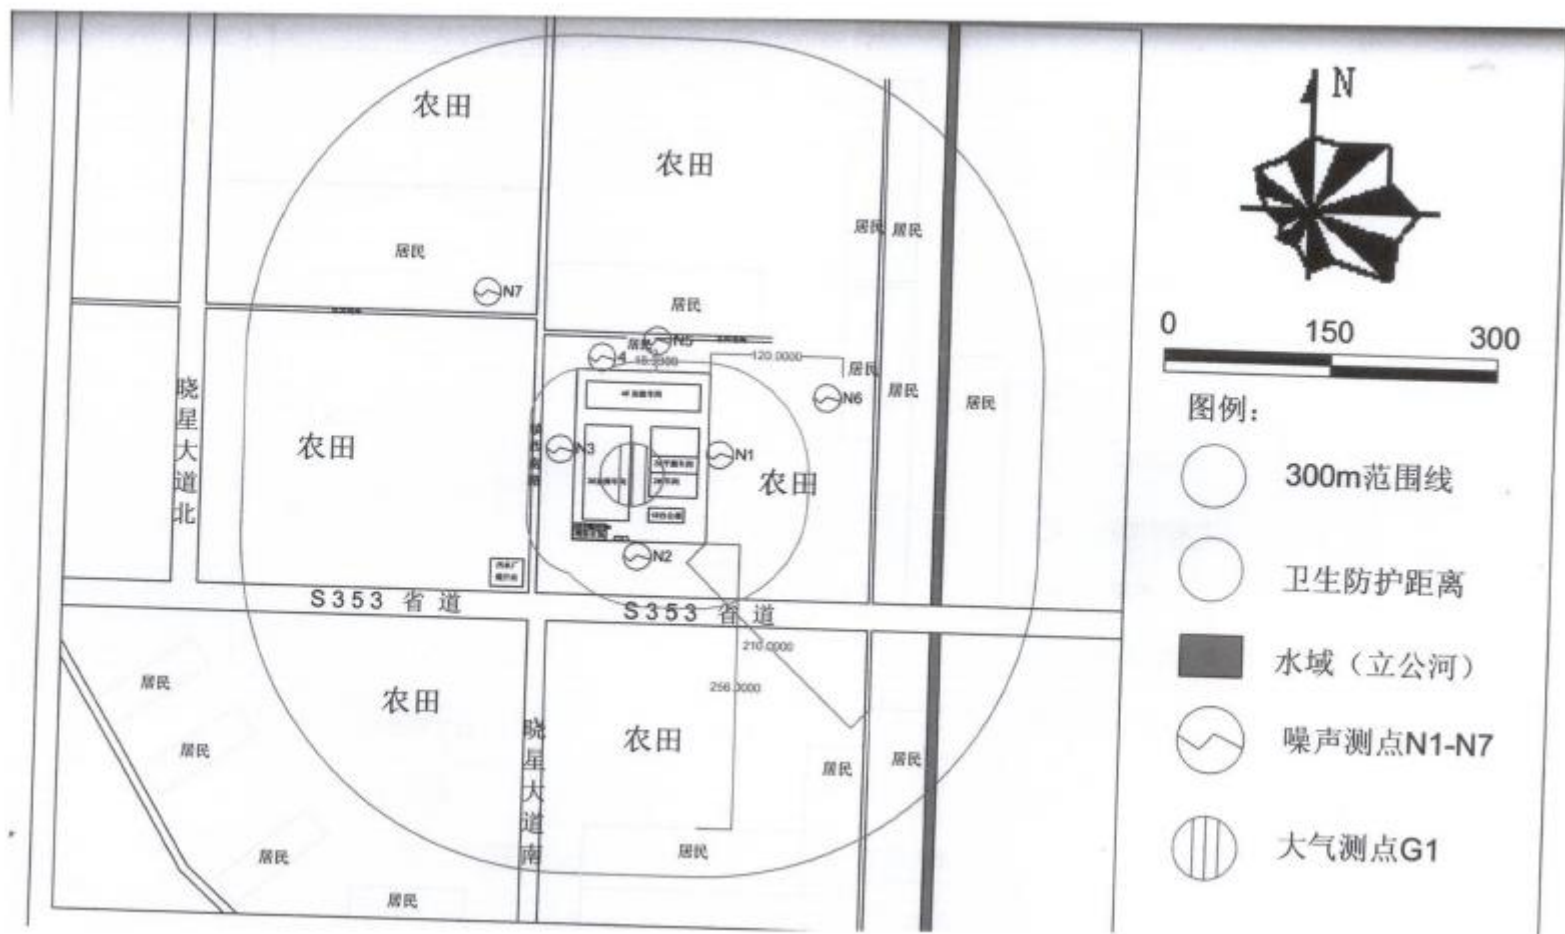 农田
农田
N
居民
居民
居民
N7
居民
0
150
300
N5
居民
4
120.0000
居民
居民
居民
N6
图例：
晓星大道北
农田
N3
N1
农田
300m范围线
N2
卫生防护距离
S353 省道
S353 省道
水域（立公河）
210.0000
256.0000
居民
农田
晓星大道南
农田
居民
居民
居民
噪声测点N1-N7
居民
居民
大气测点G1
居民